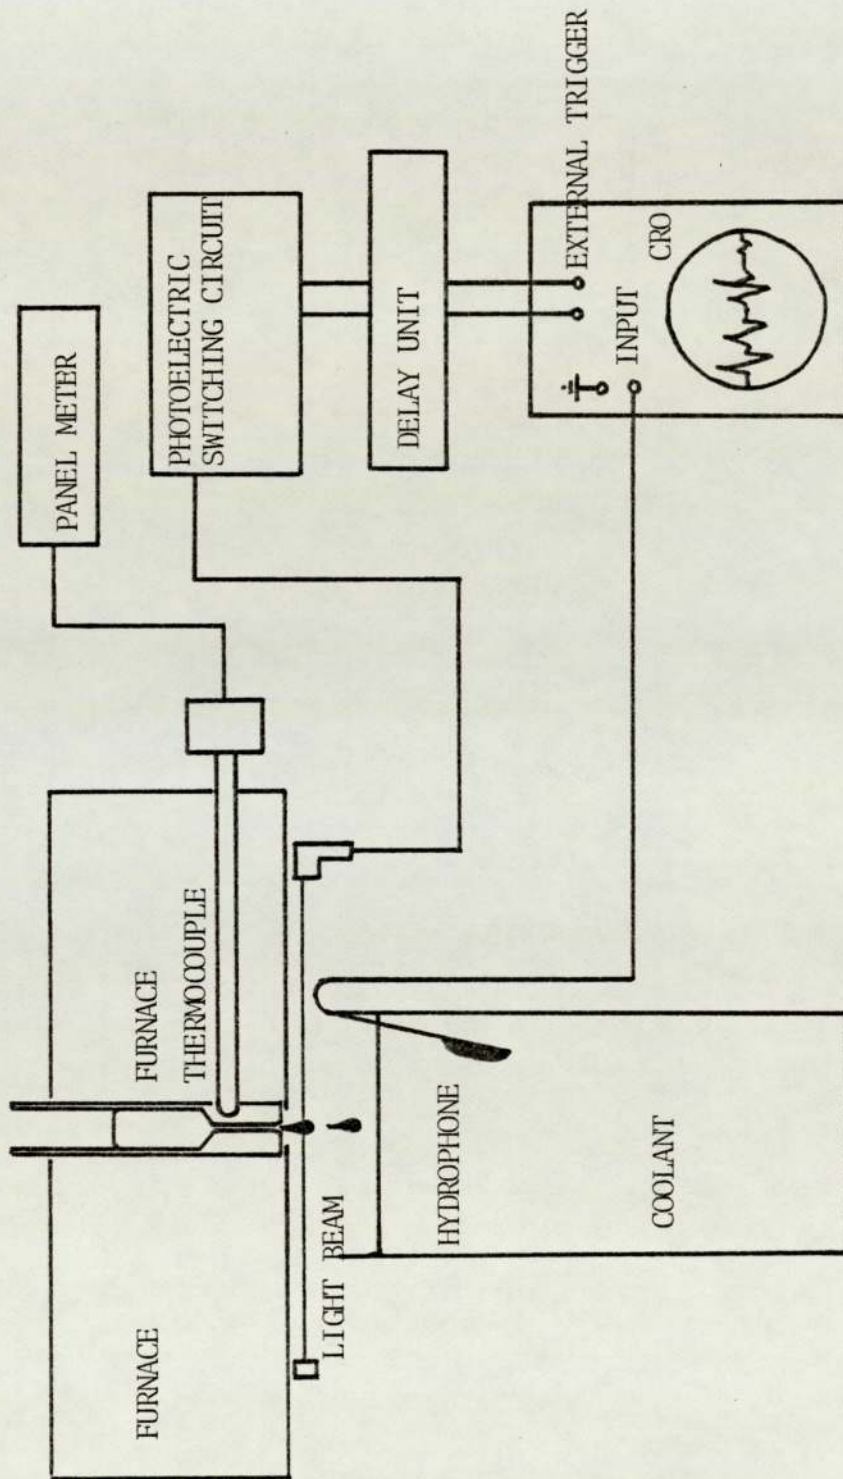 FURNACE
FURNACE
THERMOCOUPLE
PANEL METER
PHOTOELECTRIC
SWITCHING CIRCUIT
LIGHT BEAM
DELAY UNIT
HYDROPHONE
EXTERNAL TRIGGER
INPUT
CRO
COOLANT